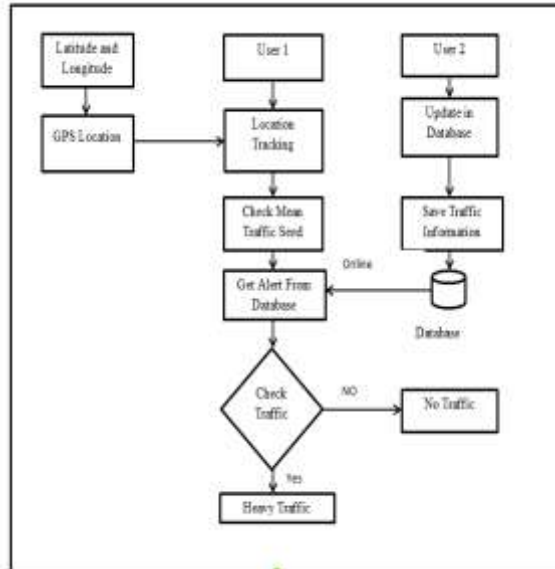 Latitude and
Longitude
User 1
User 2
GPS Location
Location
Tracking
Update in
Database
Check Mean
Traffic Seed
Save Traffic
Information
Online
Get Alert From
Database
Database
Check
Traffic
NO
No Traffic
Yes
Heavy Traffic